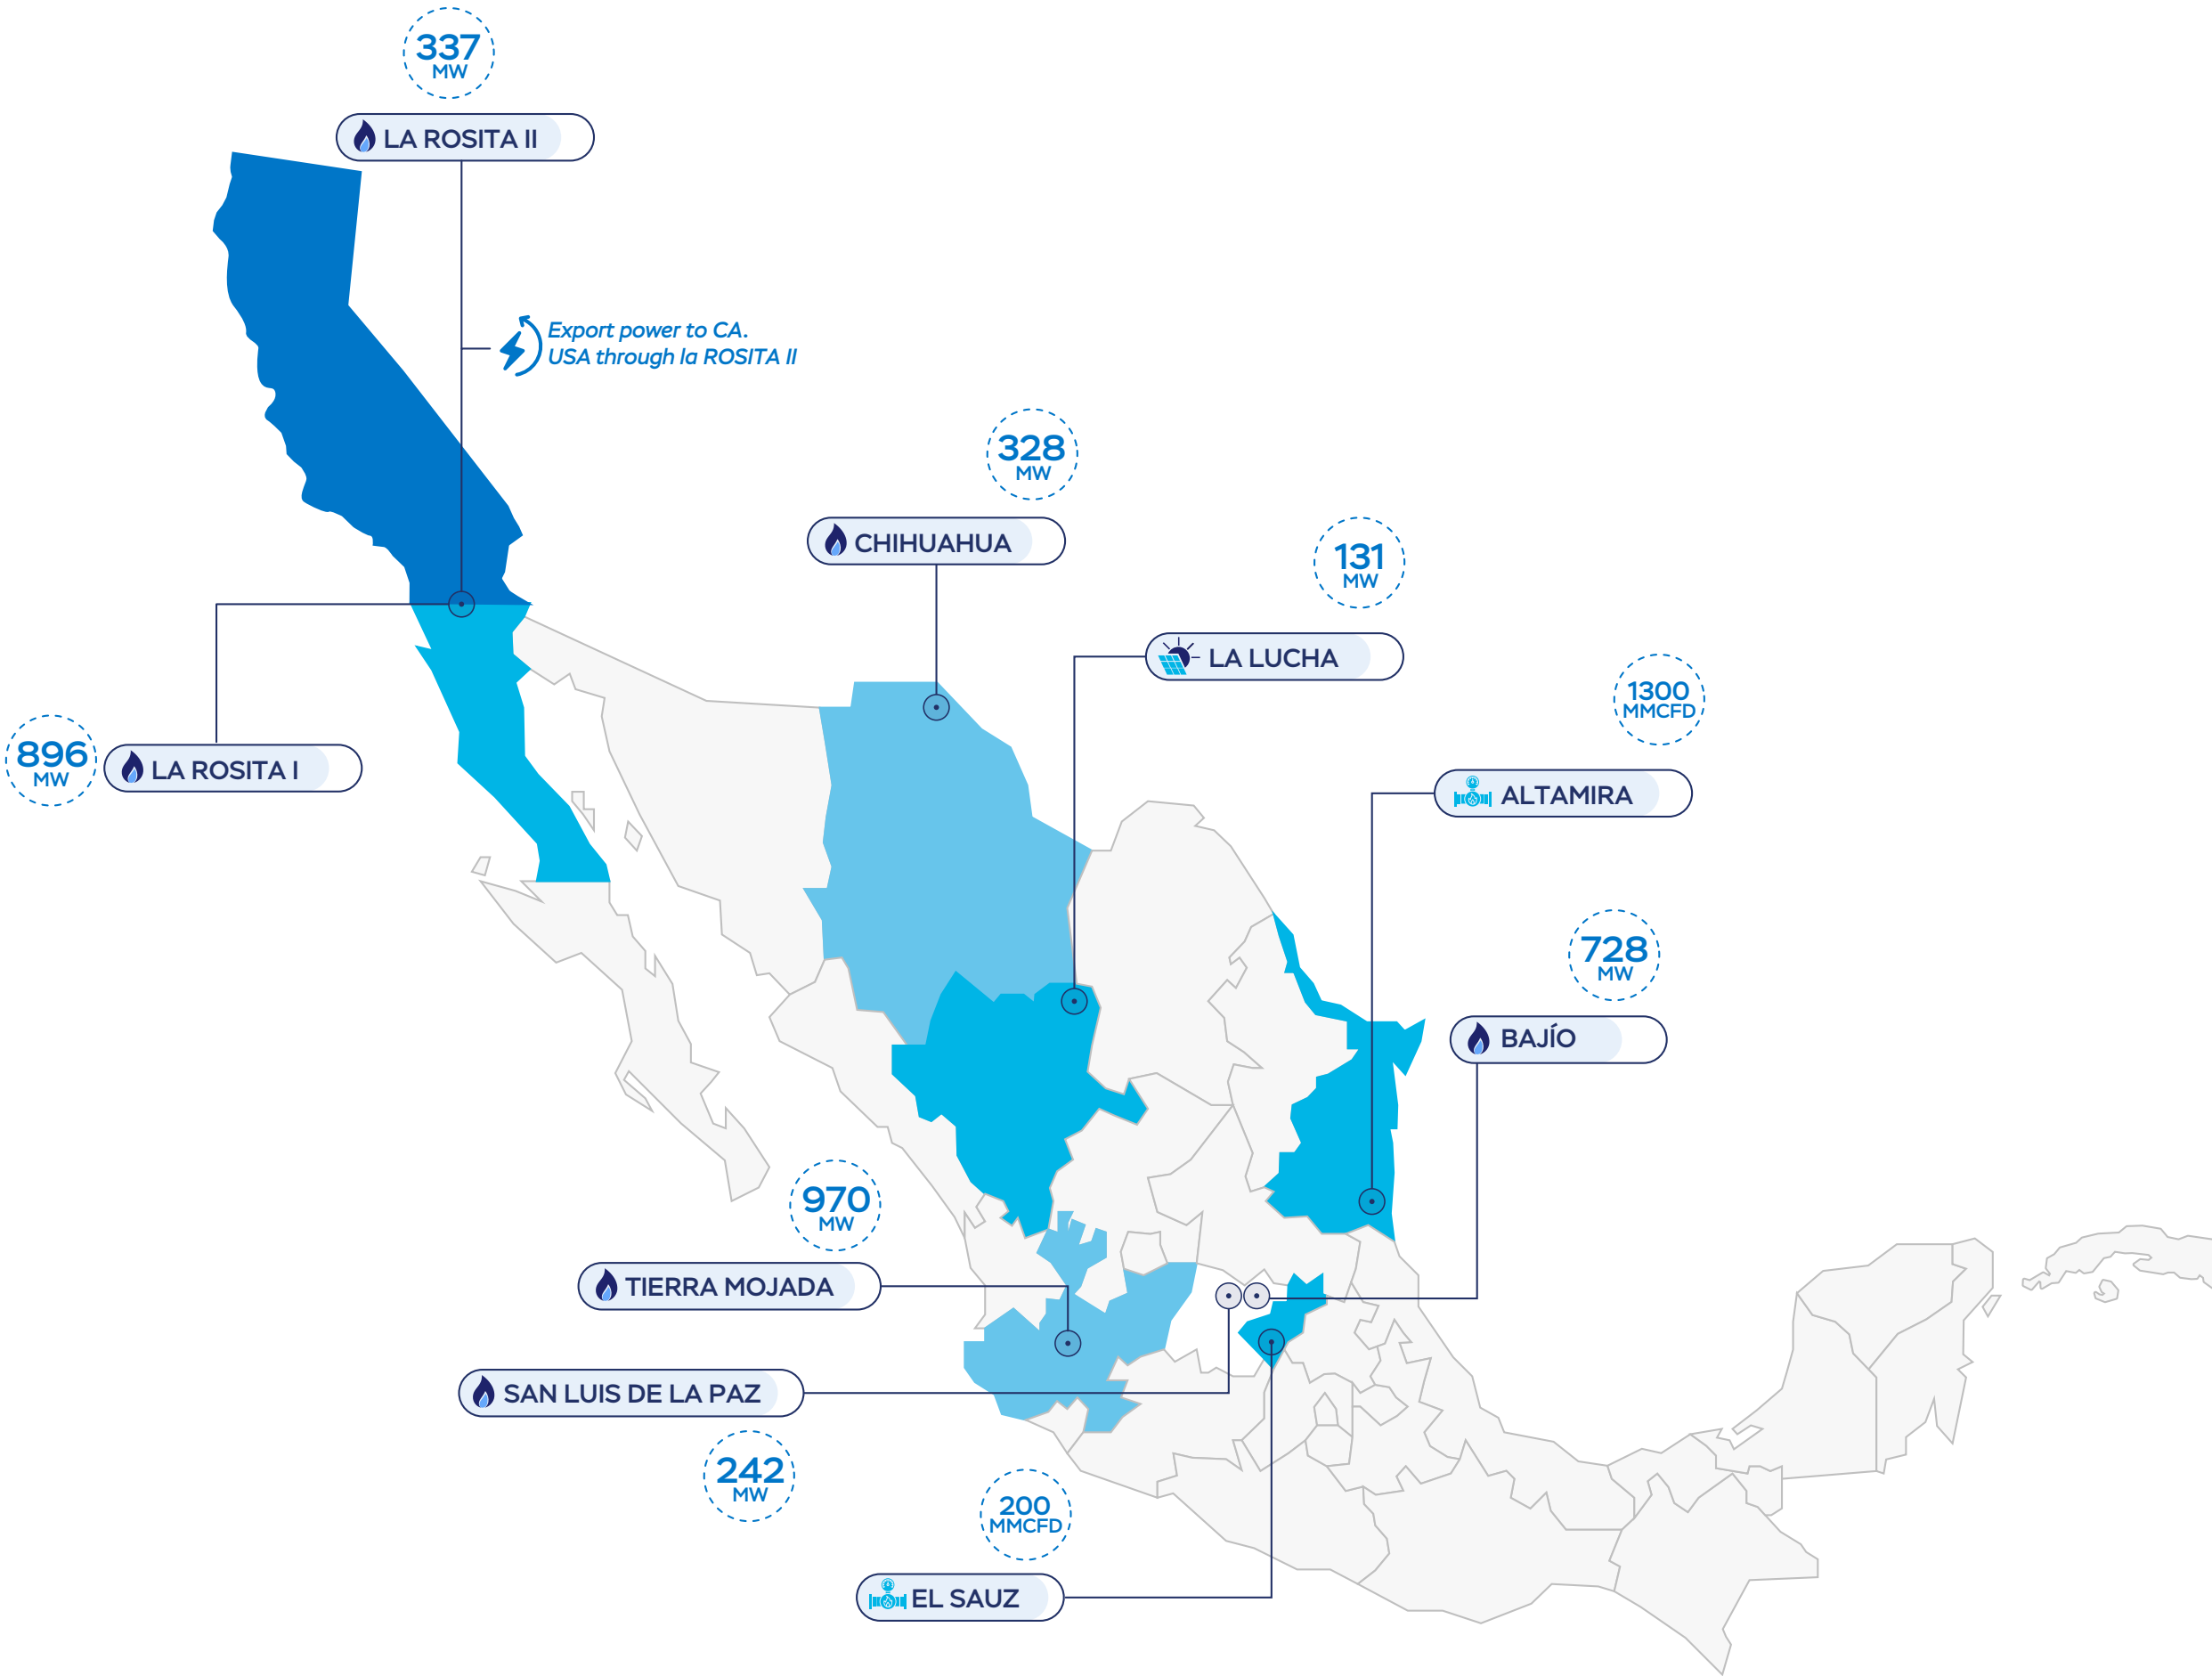 337
MW
LA ROSITA II
Export power to CA.
USA through la ROSITA II
328
MW
CHIHUAHUA
131
MW
LA LUCHA
1300
MMCFD
896
MW
LA ROSITA I
ALTAMIRA
728
MW
BAJÍO
970
MW
TIERRA MOJADA
SAN LUIS DE LA PAZ
242
MW
200
MMCFD
EL SAUZ